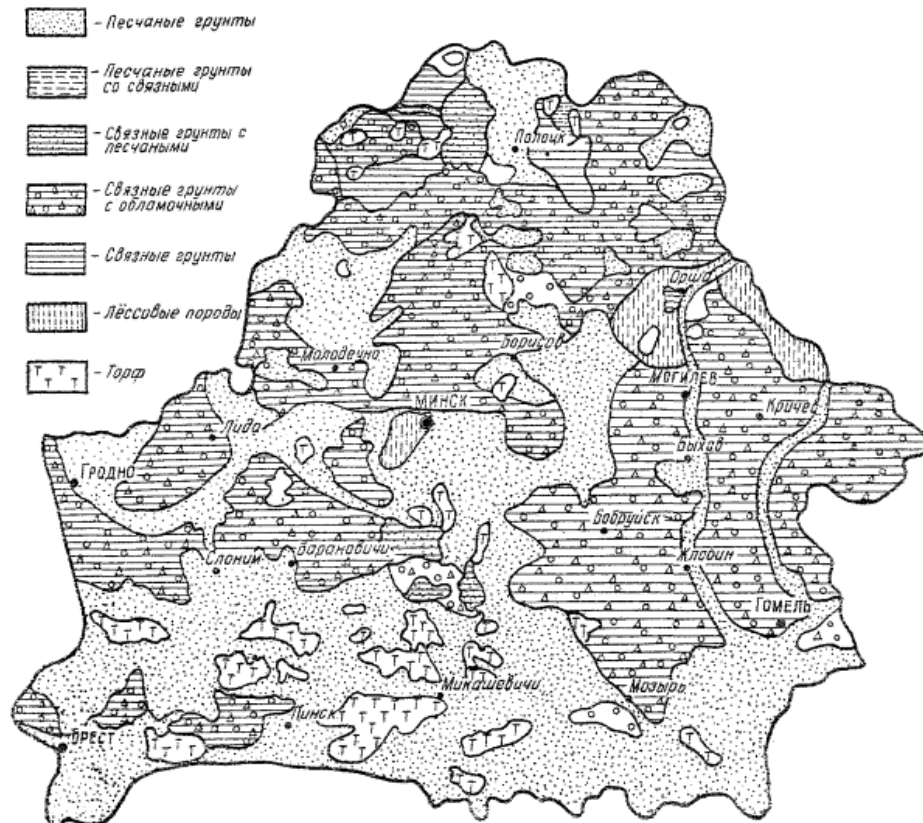 - Песчаные грунты
- Песчаные грунты
со связными
- Связные грунты с
песчаными
- Связные грунты
с обломочными
- Связные грунты
- Лёссивые породы
- Торф
Полоцк
Орша
Борисов
Молодечно
МОГИЛЕВ
МИНСК
Кричев
Лида
Быхов
Гродно
Бобруйск
Барановичи
Слоним
Жлобин
ГОМЕЛЬ
Микашевичи
Мозырь
Пинск
БРЕСТ